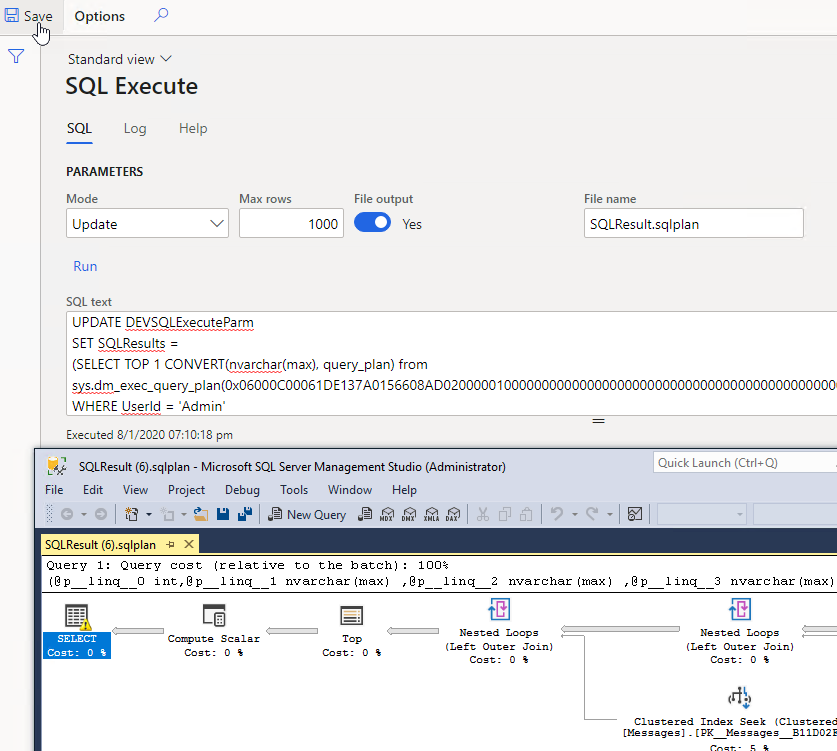 Save Options
Standard view
SQL Execute
SQL Log Help
PARAMETERS
Mode Max rows File output File name
Update 1000 Yes SQLResult.sqlplan
Run
SQL text
UPDATE DEVSQLExecuteParm
SET SQLResults =
(SELECT TOP 1 CONVERT(nvarchar(max), query_plan) from
WHERE UserId = 'Admin'
Executed 8/1/2020 07:10:18 pm
SQLResult (6).sqlplan - Microsoft SQL Server Management Studio (Administrator)
Quick Launch (Ctrl+Q)
File Edit View Project Debug Tools Window Help
New Query MDX DMX XMLA DAX
SQLResult (6).sqlplan
Query 1: Query cost (relative to the batch): 100%
(@p__linq__0 int,@p__linq__1 nvarchar(max) ,@p__linq__2 nvarchar(max) ,@p__linq__3 nvarchar(max)
SELECT
Cost: 0 %
Compute Scalar
Cost: 0 %
Top
Cost: 0 %
Nested Loops
(Left Outer Join)
Cost: 0 %
Nested Loops
(Left Outer Join)
Cost: 0 %
Clustered Index Seek (Clustered
[Messages].[PK__Messages__B11D02
Cost: 5 %